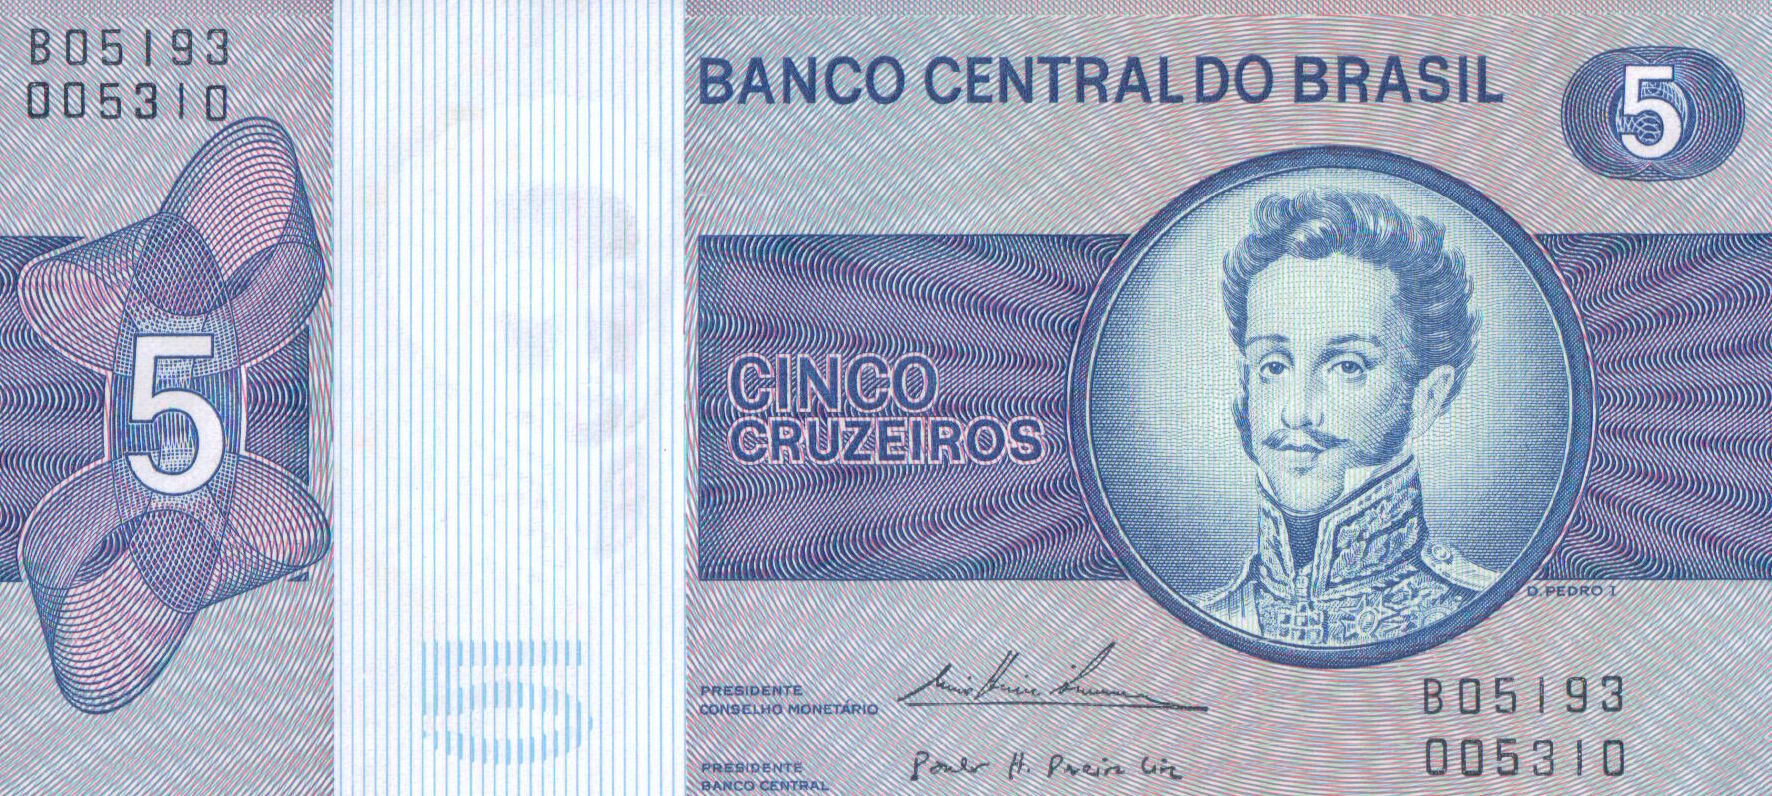 B05193
005310
BANCO CENTRAL DO BRASIL
5
5
CINCO
CRUZEIROS
D. PEDRO I
5
PRESIDENTE
CONSELHO MONETÁRIO
B05193
005310
PRESIDENTE
BANCO CENTRAL
Paulo H. Pereira Lira